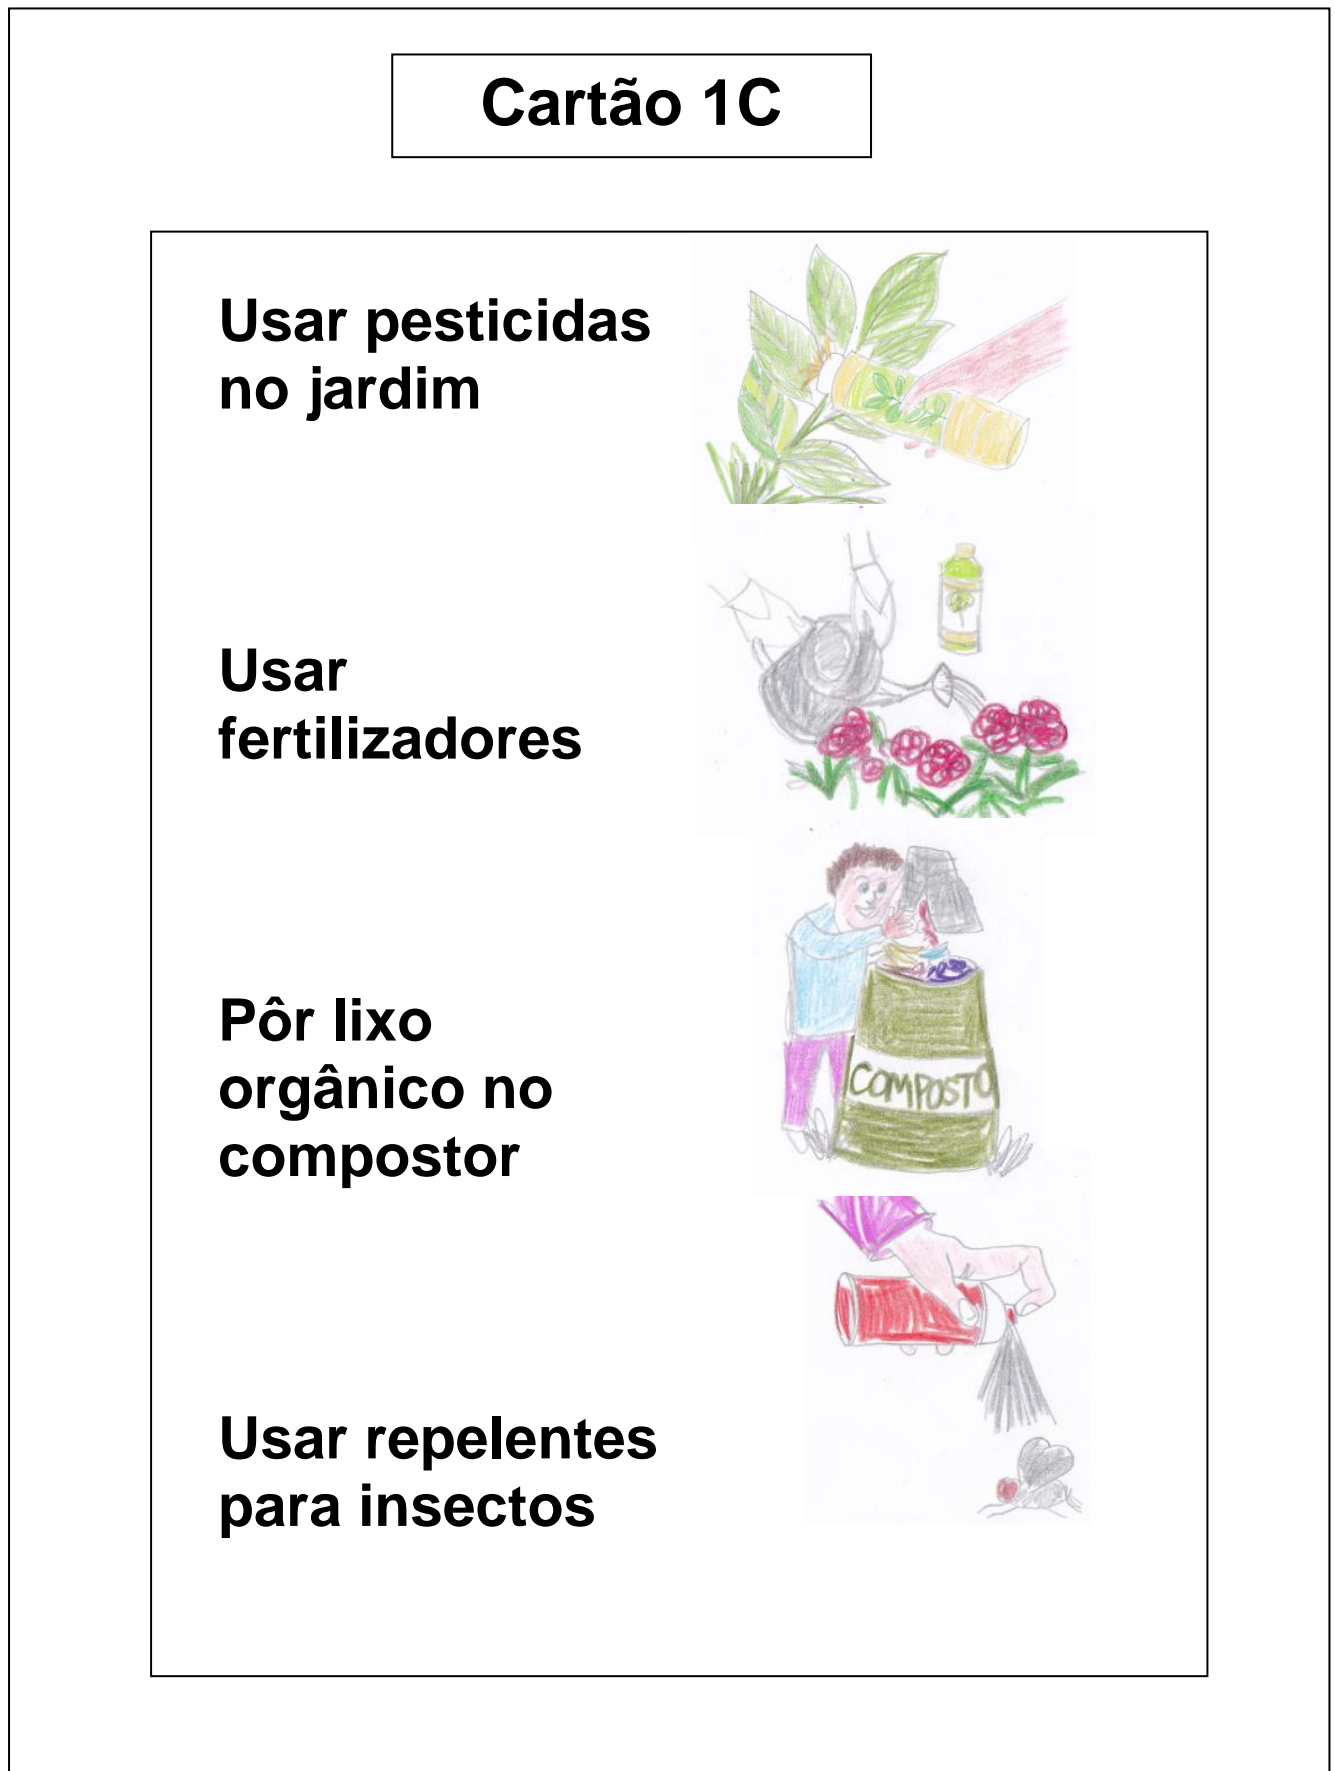 Cartão 1C
Usar pesticidas
no jardim
Usar
fertilizadores
Pôr lixo
orgânico no
compostor
COMPOSTO
Usar repelentes
para insectos